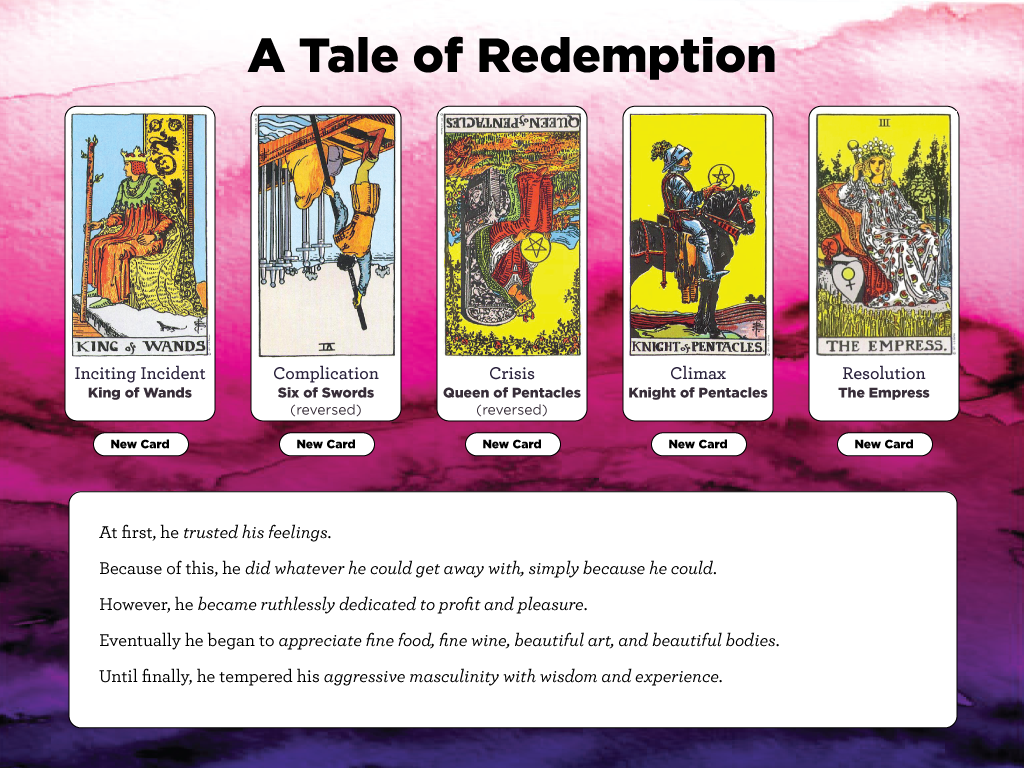 A Tale of Redemption
KING of WANDS
VI
QUEEN of PENTACLES
KNIGHT of PENTACLES.
III
THE EMPRESS.
Inciting Incident
King of Wands
Complication
Six of Swords
(reversed)
Crisis
Queen of Pentacles
(reversed)
Climax
Knight of Pentacles
Resolution
The Empress
New Card
New Card
New Card
New Card
New Card
At first, he trusted his feelings.
Because of this, he did whatever he could get away with, simply because he could.
However, he became ruthlessly dedicated to profit and pleasure.
Eventually he began to appreciate fine food, fine wine, beautiful art, and beautiful bodies.
Until finally, he tempered his aggressive masculinity with wisdom and experience.